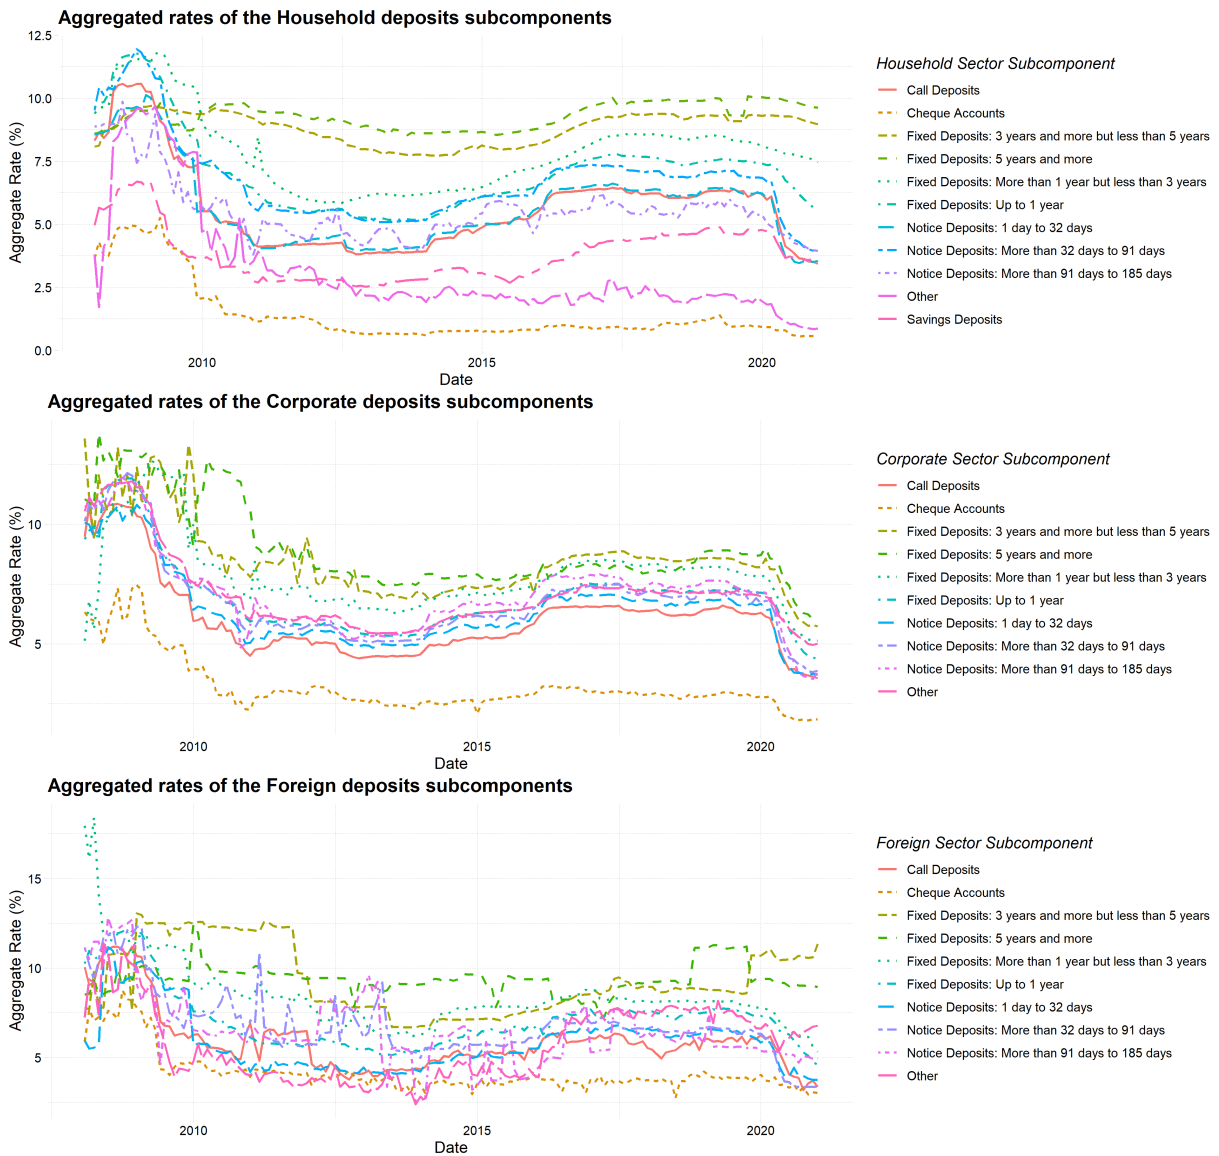 Aggregated rates of the Household deposits subcomponents
12.5
10.0
7.5
5.0
2.5
0.0
Aggregate Rate (%)
2010
2015
2020
Date
Household Sector Subcomponent
Call Deposits
Cheque Accounts
Fixed Deposits: 3 years and more but less than 5 years
Fixed Deposits: 5 years and more
Fixed Deposits: More than 1 year but less than 3 years
Fixed Deposits: Up to 1 year
Notice Deposits: 1 day to 32 days
Notice Deposits: More than 32 days to 91 days
Notice Deposits: More than 91 days to 185 days
Other
Savings Deposits
Aggregated rates of the Corporate deposits subcomponents
10
5
Aggregate Rate (%)
2010
2015
2020
Date
Corporate Sector Subcomponent
Call Deposits
Cheque Accounts
Fixed Deposits: 3 years and more but less than 5 years
Fixed Deposits: 5 years and more
Fixed Deposits: More than 1 year but less than 3 years
Fixed Deposits: Up to 1 year
Notice Deposits: 1 day to 32 days
Notice Deposits: More than 32 days to 91 days
Notice Deposits: More than 91 days to 185 days
Other
Aggregated rates of the Foreign deposits subcomponents
15
10
5
Aggregate Rate (%)
2010
2015
2020
Date
Foreign Sector Subcomponent
Call Deposits
Cheque Accounts
Fixed Deposits: 3 years and more but less than 5 years
Fixed Deposits: 5 years and more
Fixed Deposits: More than 1 year but less than 3 years
Fixed Deposits: Up to 1 year
Notice Deposits: 1 day to 32 days
Notice Deposits: More than 32 days to 91 days
Notice Deposits: More than 91 days to 185 days
Other